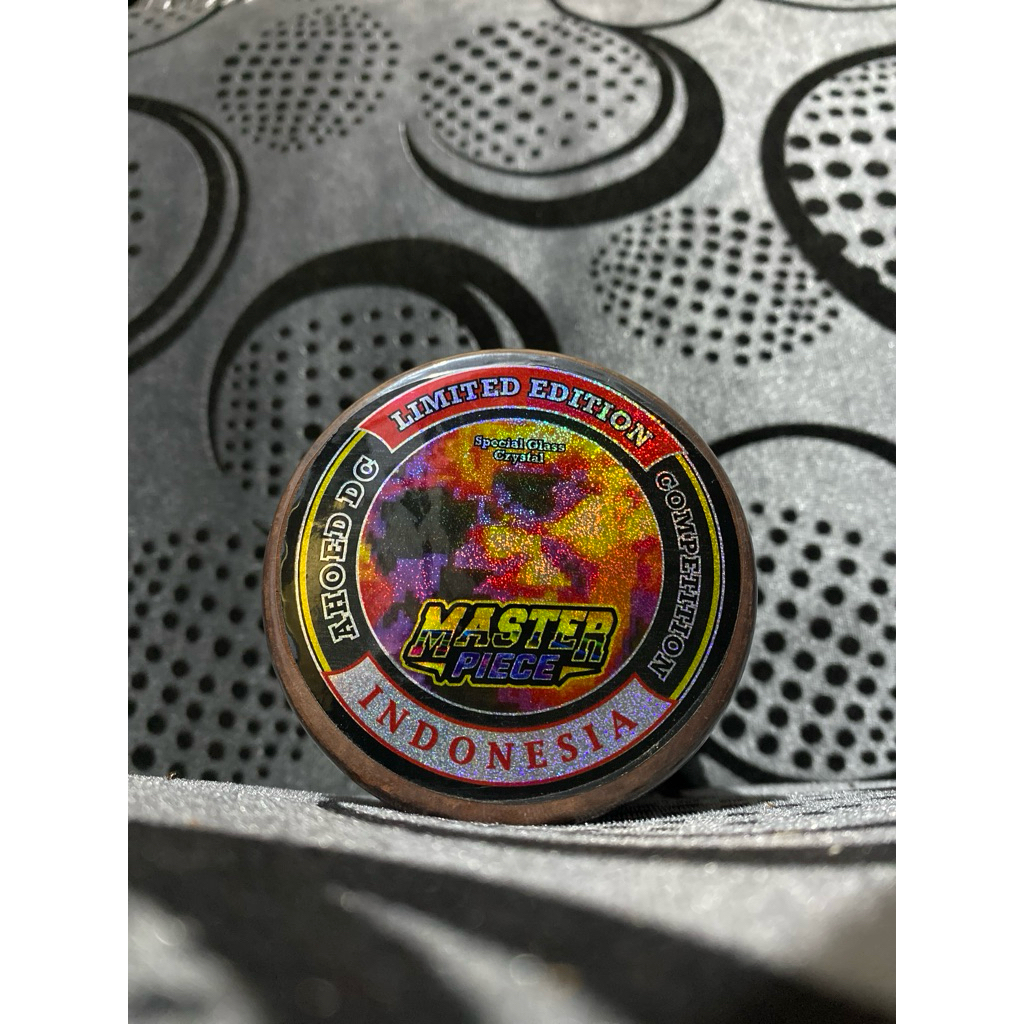 LIMITED EDITION
Special Glass
Crystal
AHOED DC
COMPETITION
MASTER
PIECE
INDONESIA